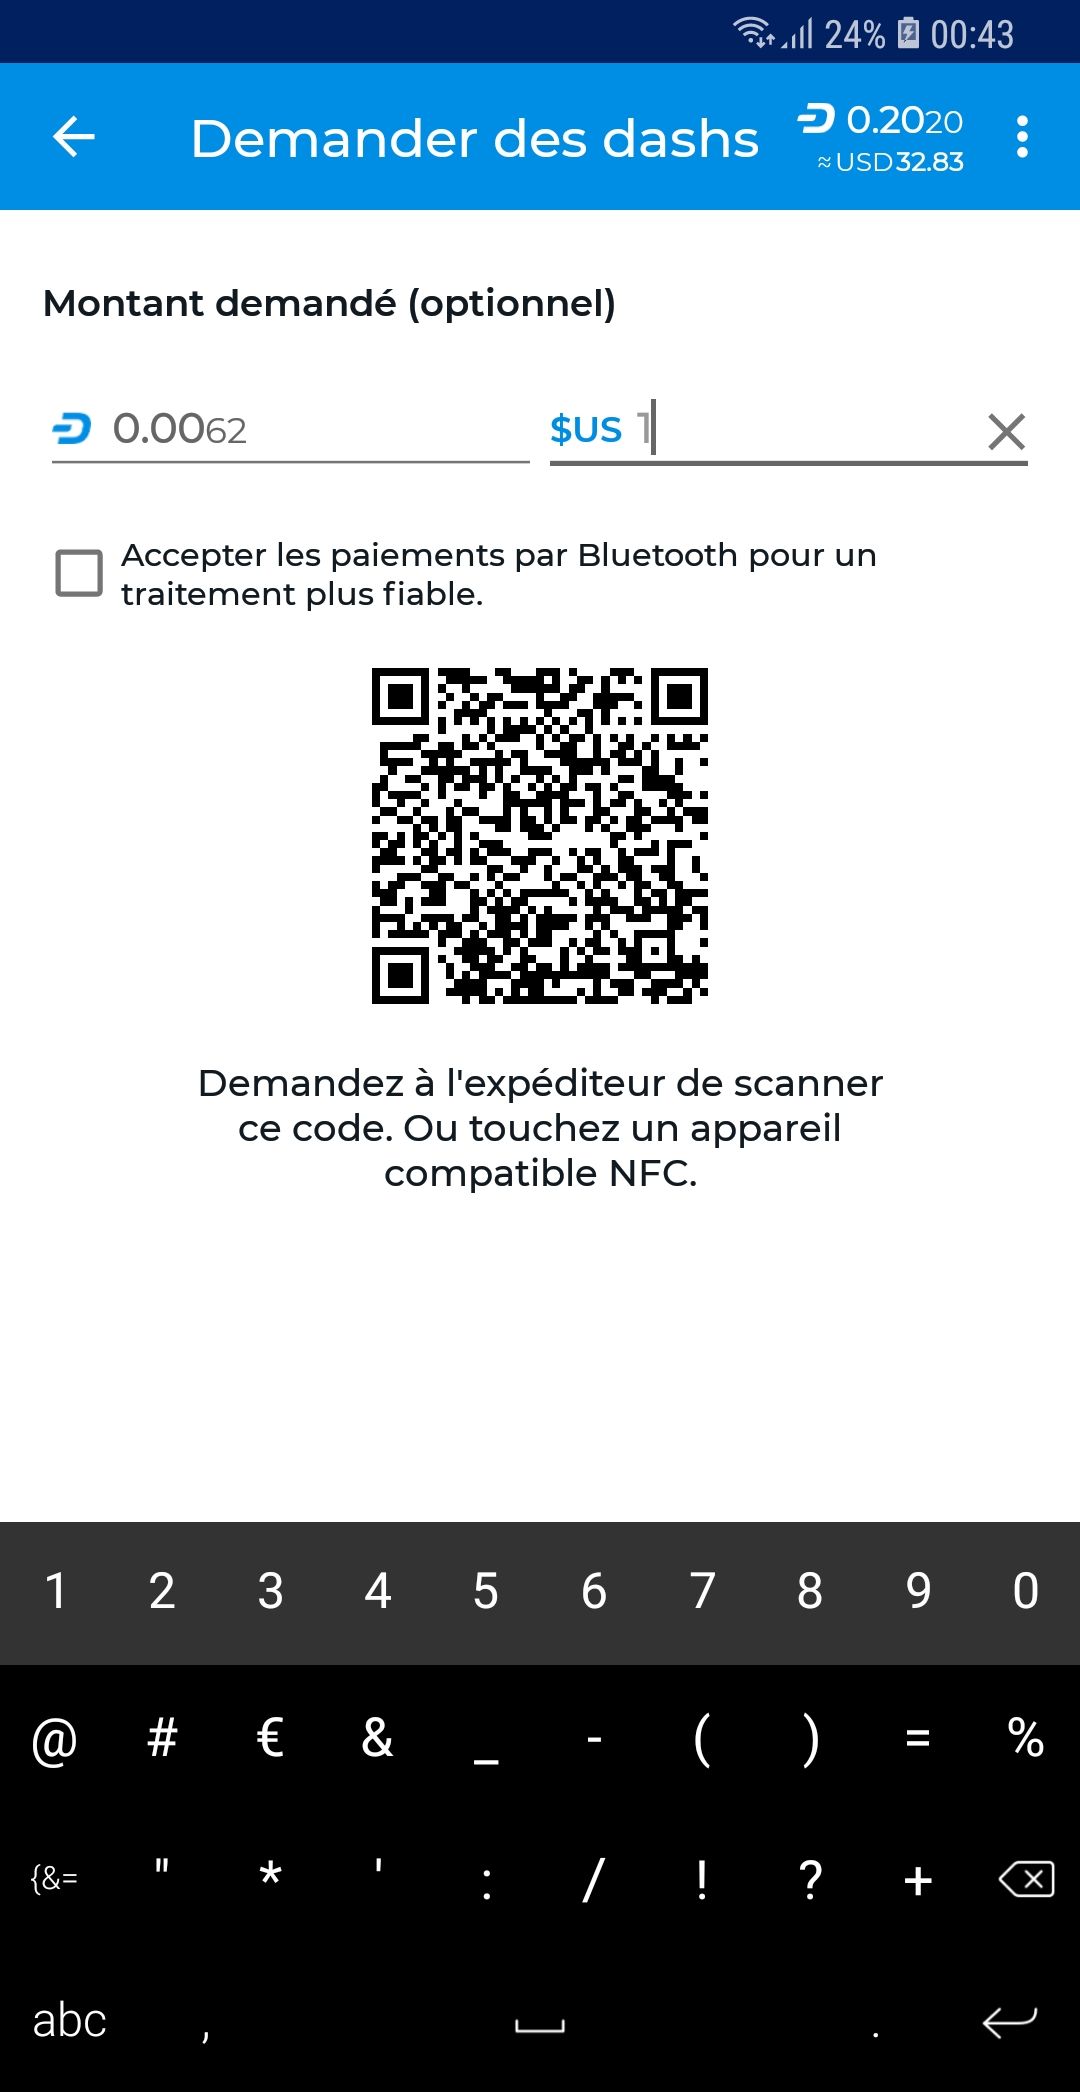 24% 00:43
Demander des dashs
0.2020
≈USD32.83
Montant demandé (optionnel)
0.0062
$US 1
Accepter les paiements par Bluetooth pour un
traitement plus fiable.
Demandez à l'expéditeur de scanner
ce code. Ou touchez un appareil
compatible NFC.
1 2 3 4 5 6 7 8 9 0
@ # € & _ - ( ) = %
{&= " * ' : / ! ? +
abc , .